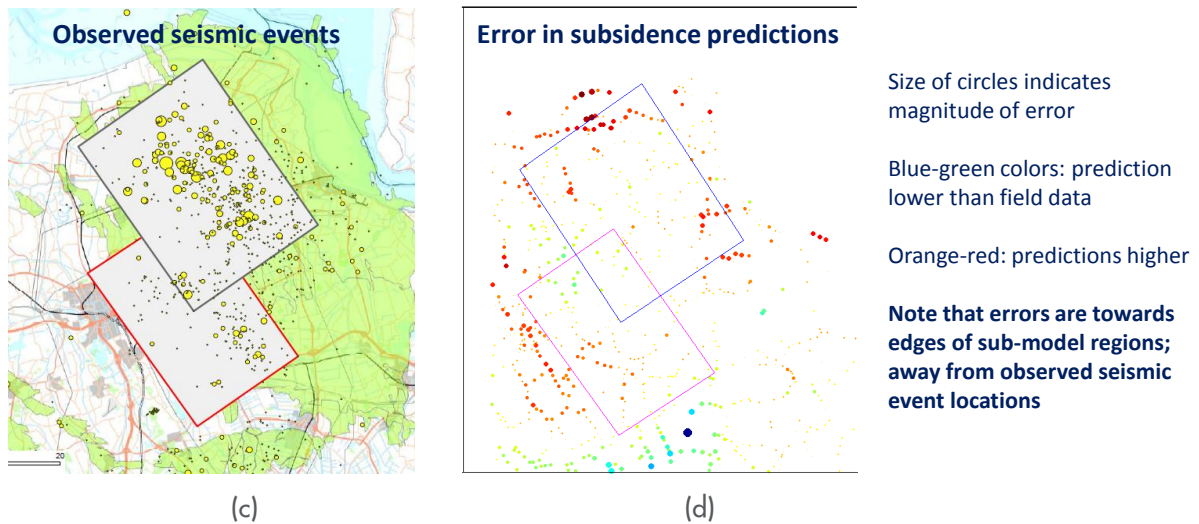 Observed seismic events
20
(c)
Error in subsidence predictions
(d)
Size of circles indicates
magnitude of error
Blue-green colors: prediction
lower than field data
Orange-red: predictions higher
Note that errors are towards
edges of sub-model regions;
away from observed seismic
event locations